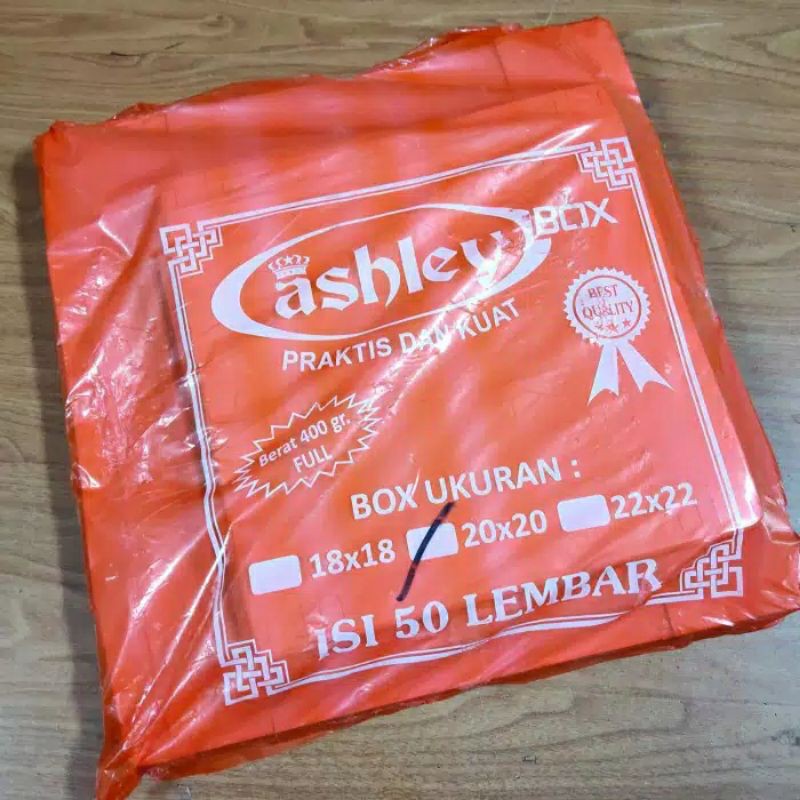 ashley BOX
PRAKTIS DAN KUAT
BEST
QUALITY
Berat 400 gr.
FULL
BOX UKURAN :
18x18 20x20 22x22
ISI 50 LEMBAR